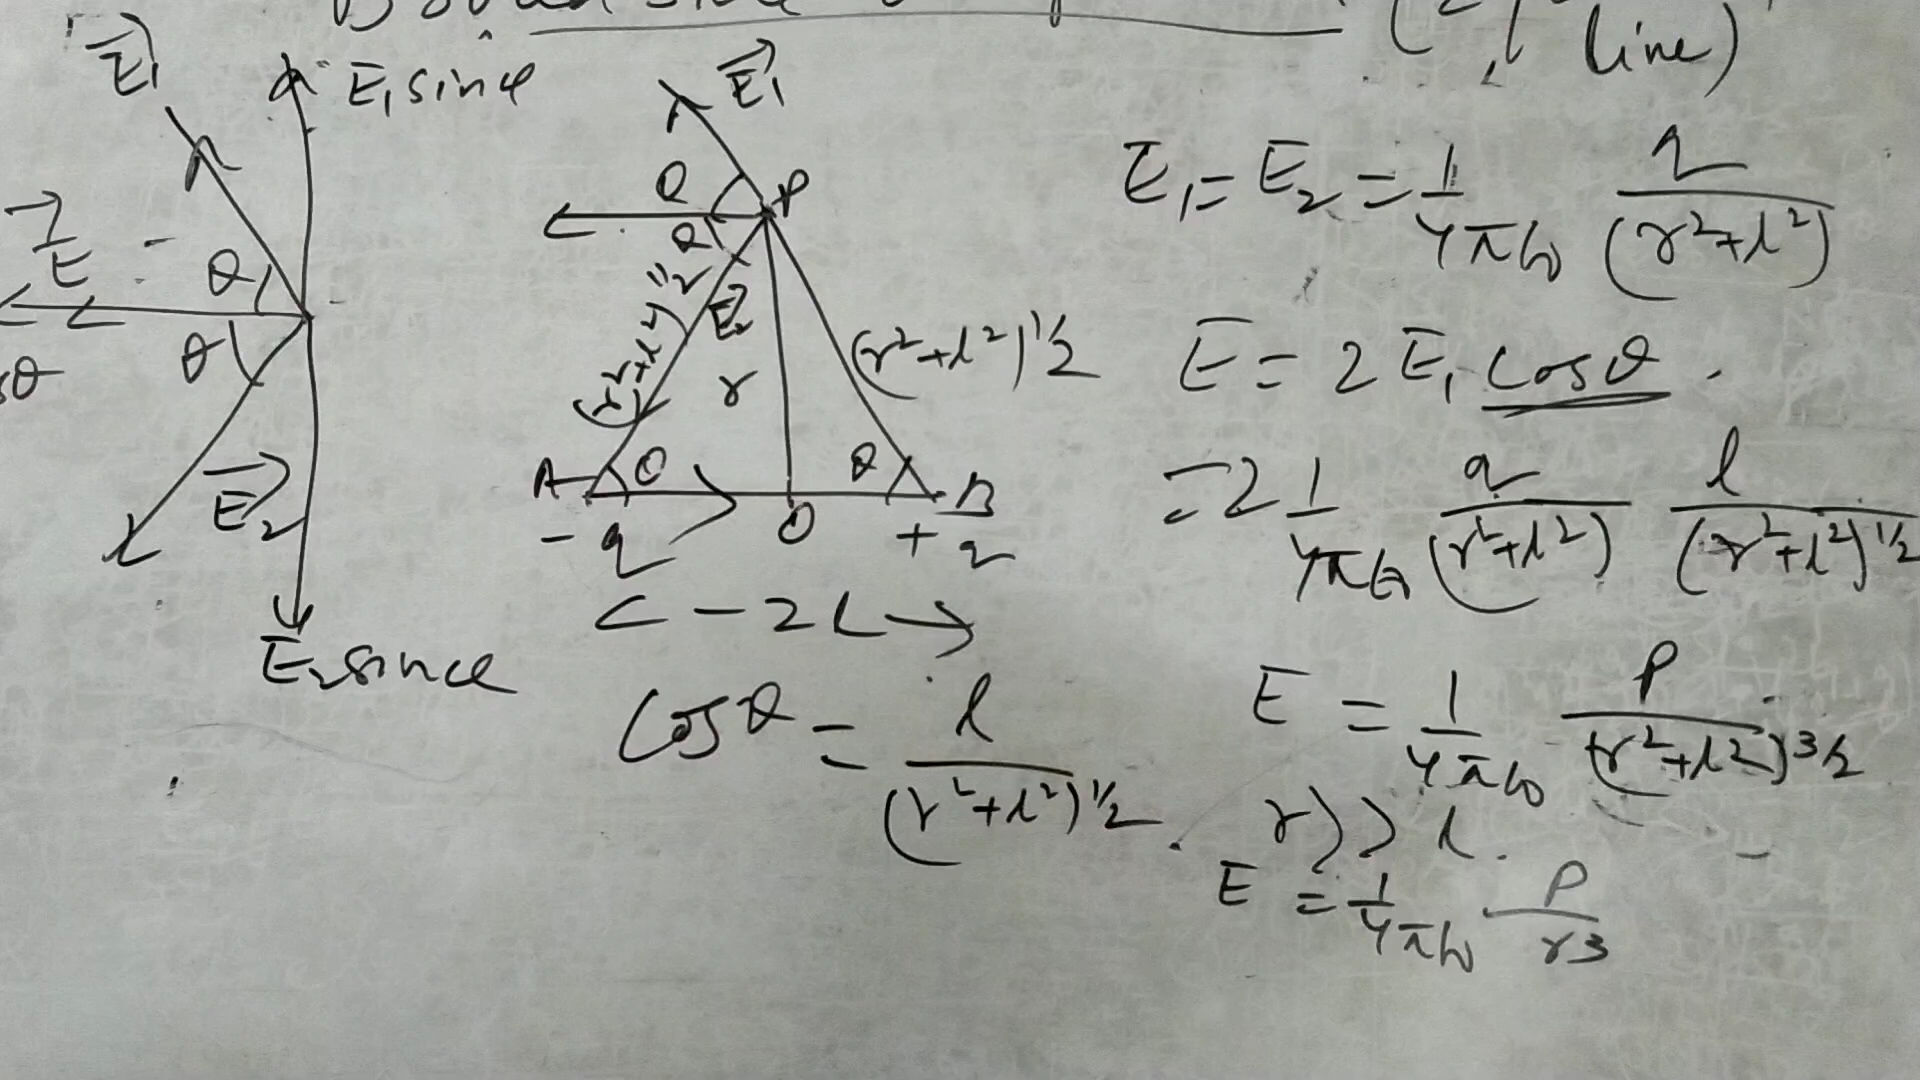 line)
E₁
E₁ sinθ
E₁
θ
P
θ
E
θ
θ
sθ
E₂
E₂ sinθ
(r²+l²)^1/2
E₂
r
(r²+l²)^1/2
A
θ
θ
B
-q
O
+q
<-2l->
cosθ = l/(r²+l²)^1/2
E₁ = E₂ = 1/4πε₀ q/(r²+l²)
E = 2E₁ cosθ.
= 2 1/4πε₀ q/(r²+l²) l/(r²+l²)^1/2
E = 1/4πε₀ P/(r²+l²)^3/2
r >> l.
E = 1/4πε₀ P/r³